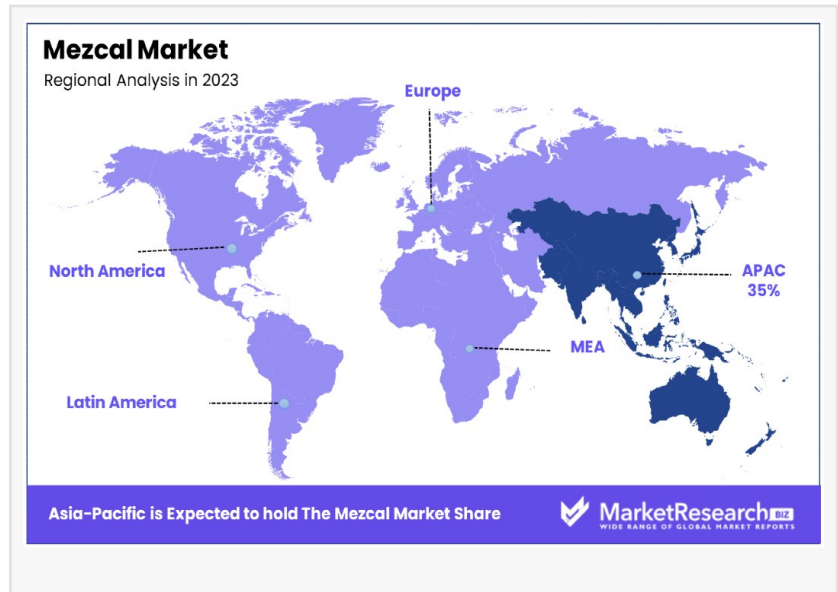 Mezcal Market
Regional Analysis in 2023
Europe
North America
APAC
35%
MEA
Latin America
Asia-Pacific is Expected to hold The Mezcal Market Share
MarketResearch BIZ
WIDE RANGE OF GLOBAL MARKET REPORTS